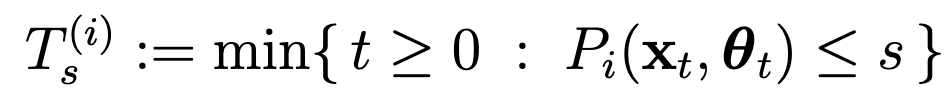 T_s^{(i)} := min{ t ≥ 0 : P_i(𝐱_t, 𝛉_t) ≤ s }